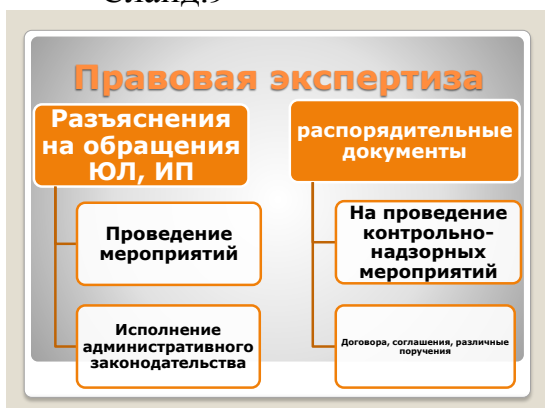 Слайд.9
Правовая экспертиза
Разъяснения
на обращения
ЮЛ, ИП
Проведение
мероприятий
Исполнение
административного
законодательства
распорядительные
документы
На проведение
контрольно-
надзорных
мероприятий
Договора, соглашения, различные
поручения